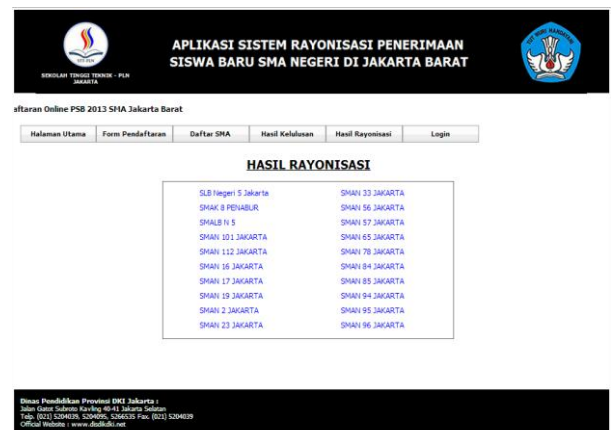 APLIKASI SISTEM RAYONISASI PENERIMAAN
SISWA BARU SMA NEGERI DI JAKARTA BARAT
STT-PLN
SEKOLAH TINGGI TEKNIK - PLN
JAKARTA
TUT WURI HANDAYANI
aftaran Online PSB 2013 SMA Jakarta Barat
Halaman Utama Form Pendaftaran Daftar SMA Hasil Kelulusan Hasil Rayonisasi Login
HASIL RAYONISASI
SLB Negeri 5 Jakarta
SMAK 8 PENABUR
SMALB N 5
SMAN 101 JAKARTA
SMAN 112 JAKARTA
SMAN 16 JAKARTA
SMAN 17 JAKARTA
SMAN 19 JAKARTA
SMAN 2 JAKARTA
SMAN 23 JAKARTA
SMAN 33 JAKARTA
SMAN 56 JAKARTA
SMAN 57 JAKARTA
SMAN 65 JAKARTA
SMAN 78 JAKARTA
SMAN 84 JAKARTA
SMAN 85 JAKARTA
SMAN 94 JAKARTA
SMAN 95 JAKARTA
SMAN 96 JAKARTA
Dinas Pendidikan Provinsi DKI Jakarta :
Jalan Gatot Subroto Kavling 40-41 Jakarta Selatan
Telp. (021) 5204039, 5204095, 5266535 Fax. (021) 5204039
Official Website : www.disdikdki.net